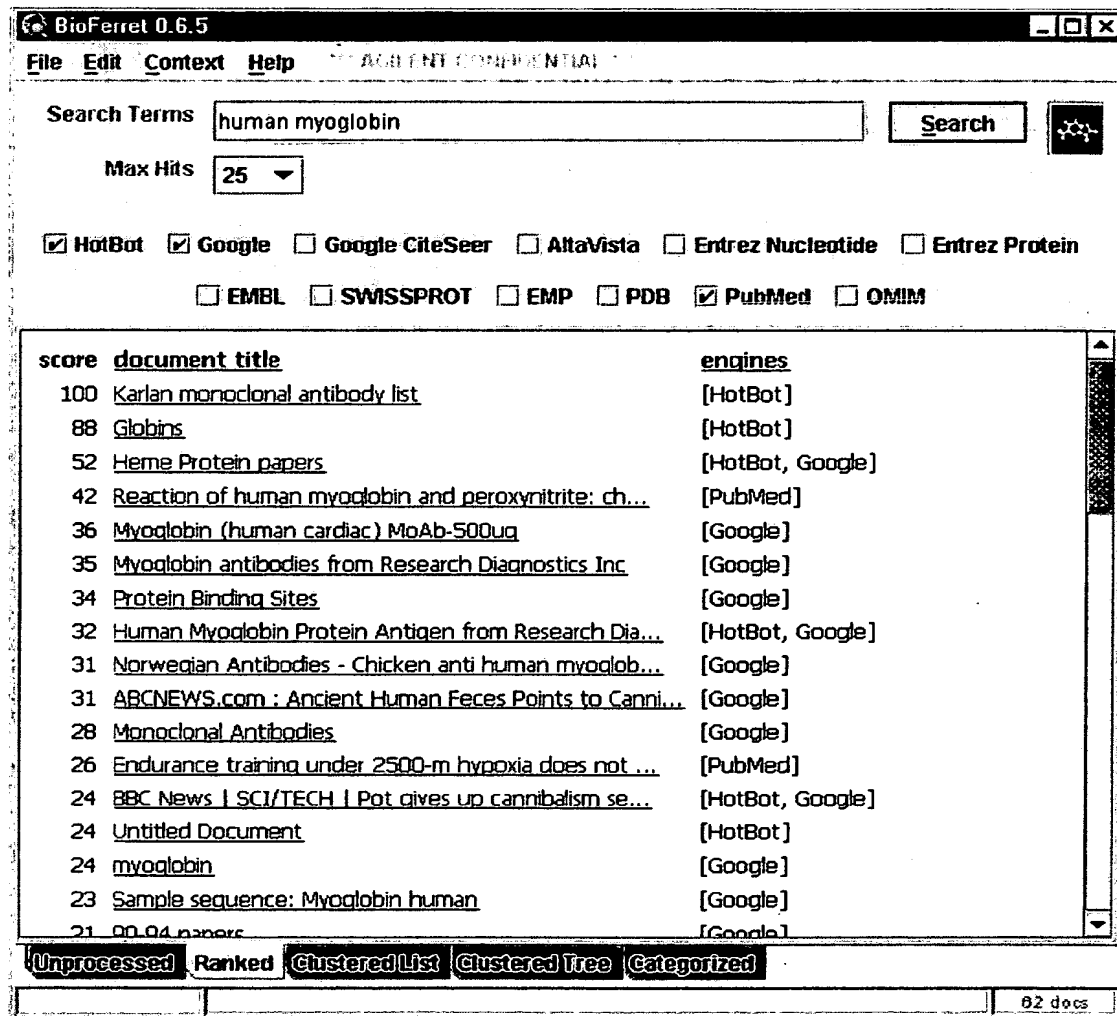 BioFerret 0.6.5
File Edit Context Help *** AGILENT CONFIDENTIAL ***
Search Terms human myoglobin Search
Max Hits 25
HotBot Google Google CiteSeer AltaVista Entrez Nucleotide Entrez Protein
EMBL SWISSPROT EMP PDB PubMed OMIM
score document title engines
100 Karlan monoclonal antibody list [HotBot]
88 Globins [HotBot]
52 Heme Protein papers [HotBot, Google]
42 Reaction of human myoglobin and peroxynitrite: ch... [PubMed]
36 Myoglobin (human cardiac) MoAb-500ug [Google]
35 Myoglobin antibodies from Research Diagnostics Inc [Google]
34 Protein Binding Sites [Google]
32 Human Myoglobin Protein Antigen from Research Dia... [HotBot, Google]
31 Norwegian Antibodies - Chicken anti human myoglob... [Google]
31 ABCNEWS.com : Ancient Human Feces Points to Canni... [Google]
28 Monoclonal Antibodies [Google]
26 Endurance training under 2500-m hypoxia does not ... [PubMed]
24 BBC News | SCI/TECH | Pot gives up cannibalism se... [HotBot, Google]
24 Untitled Document [HotBot]
24 myoglobin [Google]
23 Sample sequence: Myoglobin human [Google]
21 90-94 papers [Google]
Unprocessed Ranked Clustered List Clustered Tree Categorized
62 docs